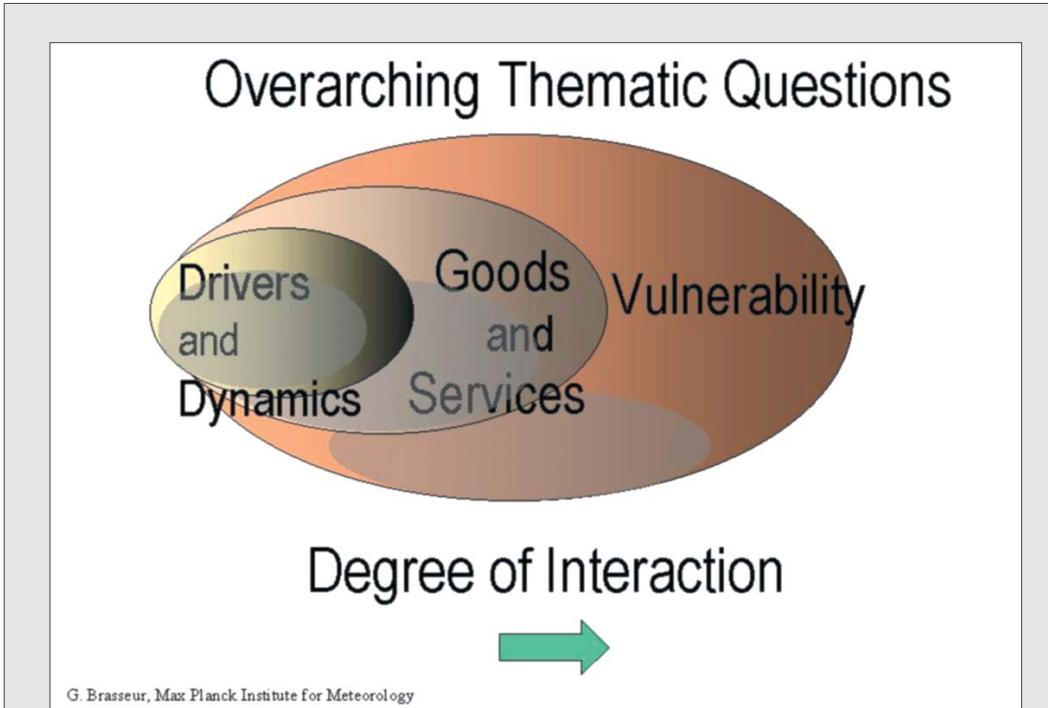 Overarching Thematic Questions
Drivers
and
Dynamics
Goods
and
Services
Vulnerability
Degree of Interaction
G. Brasseur, Max Planck Institute for Meteorology